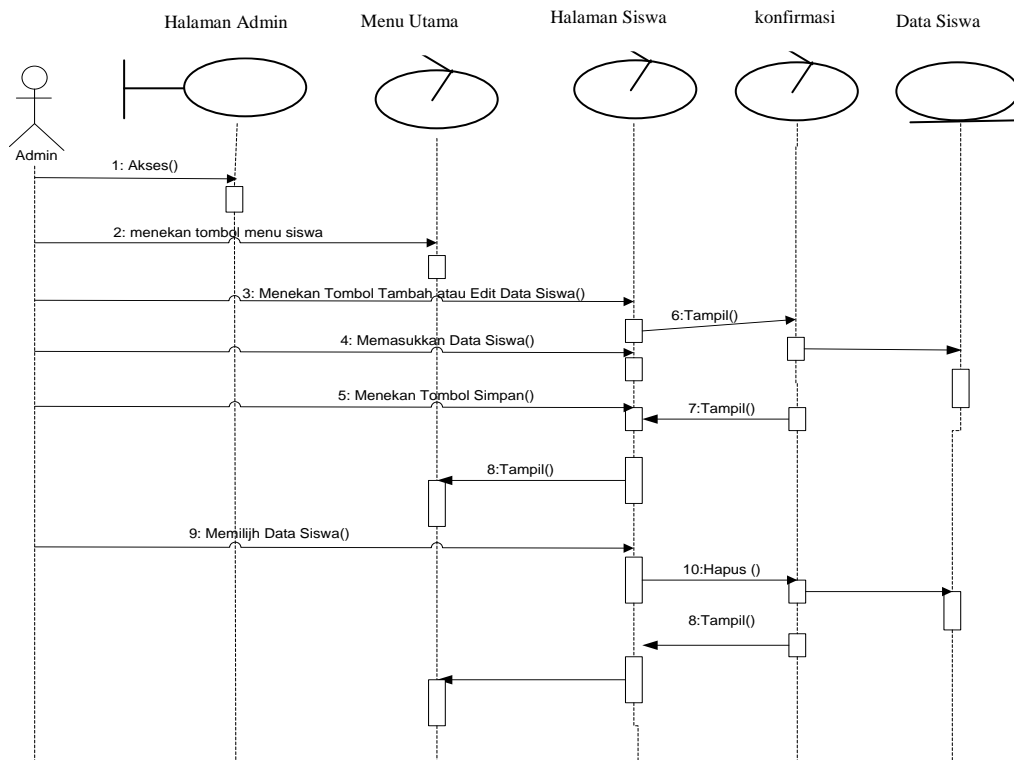 Halaman Admin
Menu Utama
Halaman Siswa
konfirmasi
Data Siswa
Admin
1: Akses()
2: menekan tombol menu siswa
3: Menekan Tombol Tambah atau Edit Data Siswa()
6:Tampil()
4: Memasukkan Data Siswa()
5: Menekan Tombol Simpan()
7:Tampil()
8:Tampil()
9: Memilijh Data Siswa()
10:Hapus ()
8:Tampil()